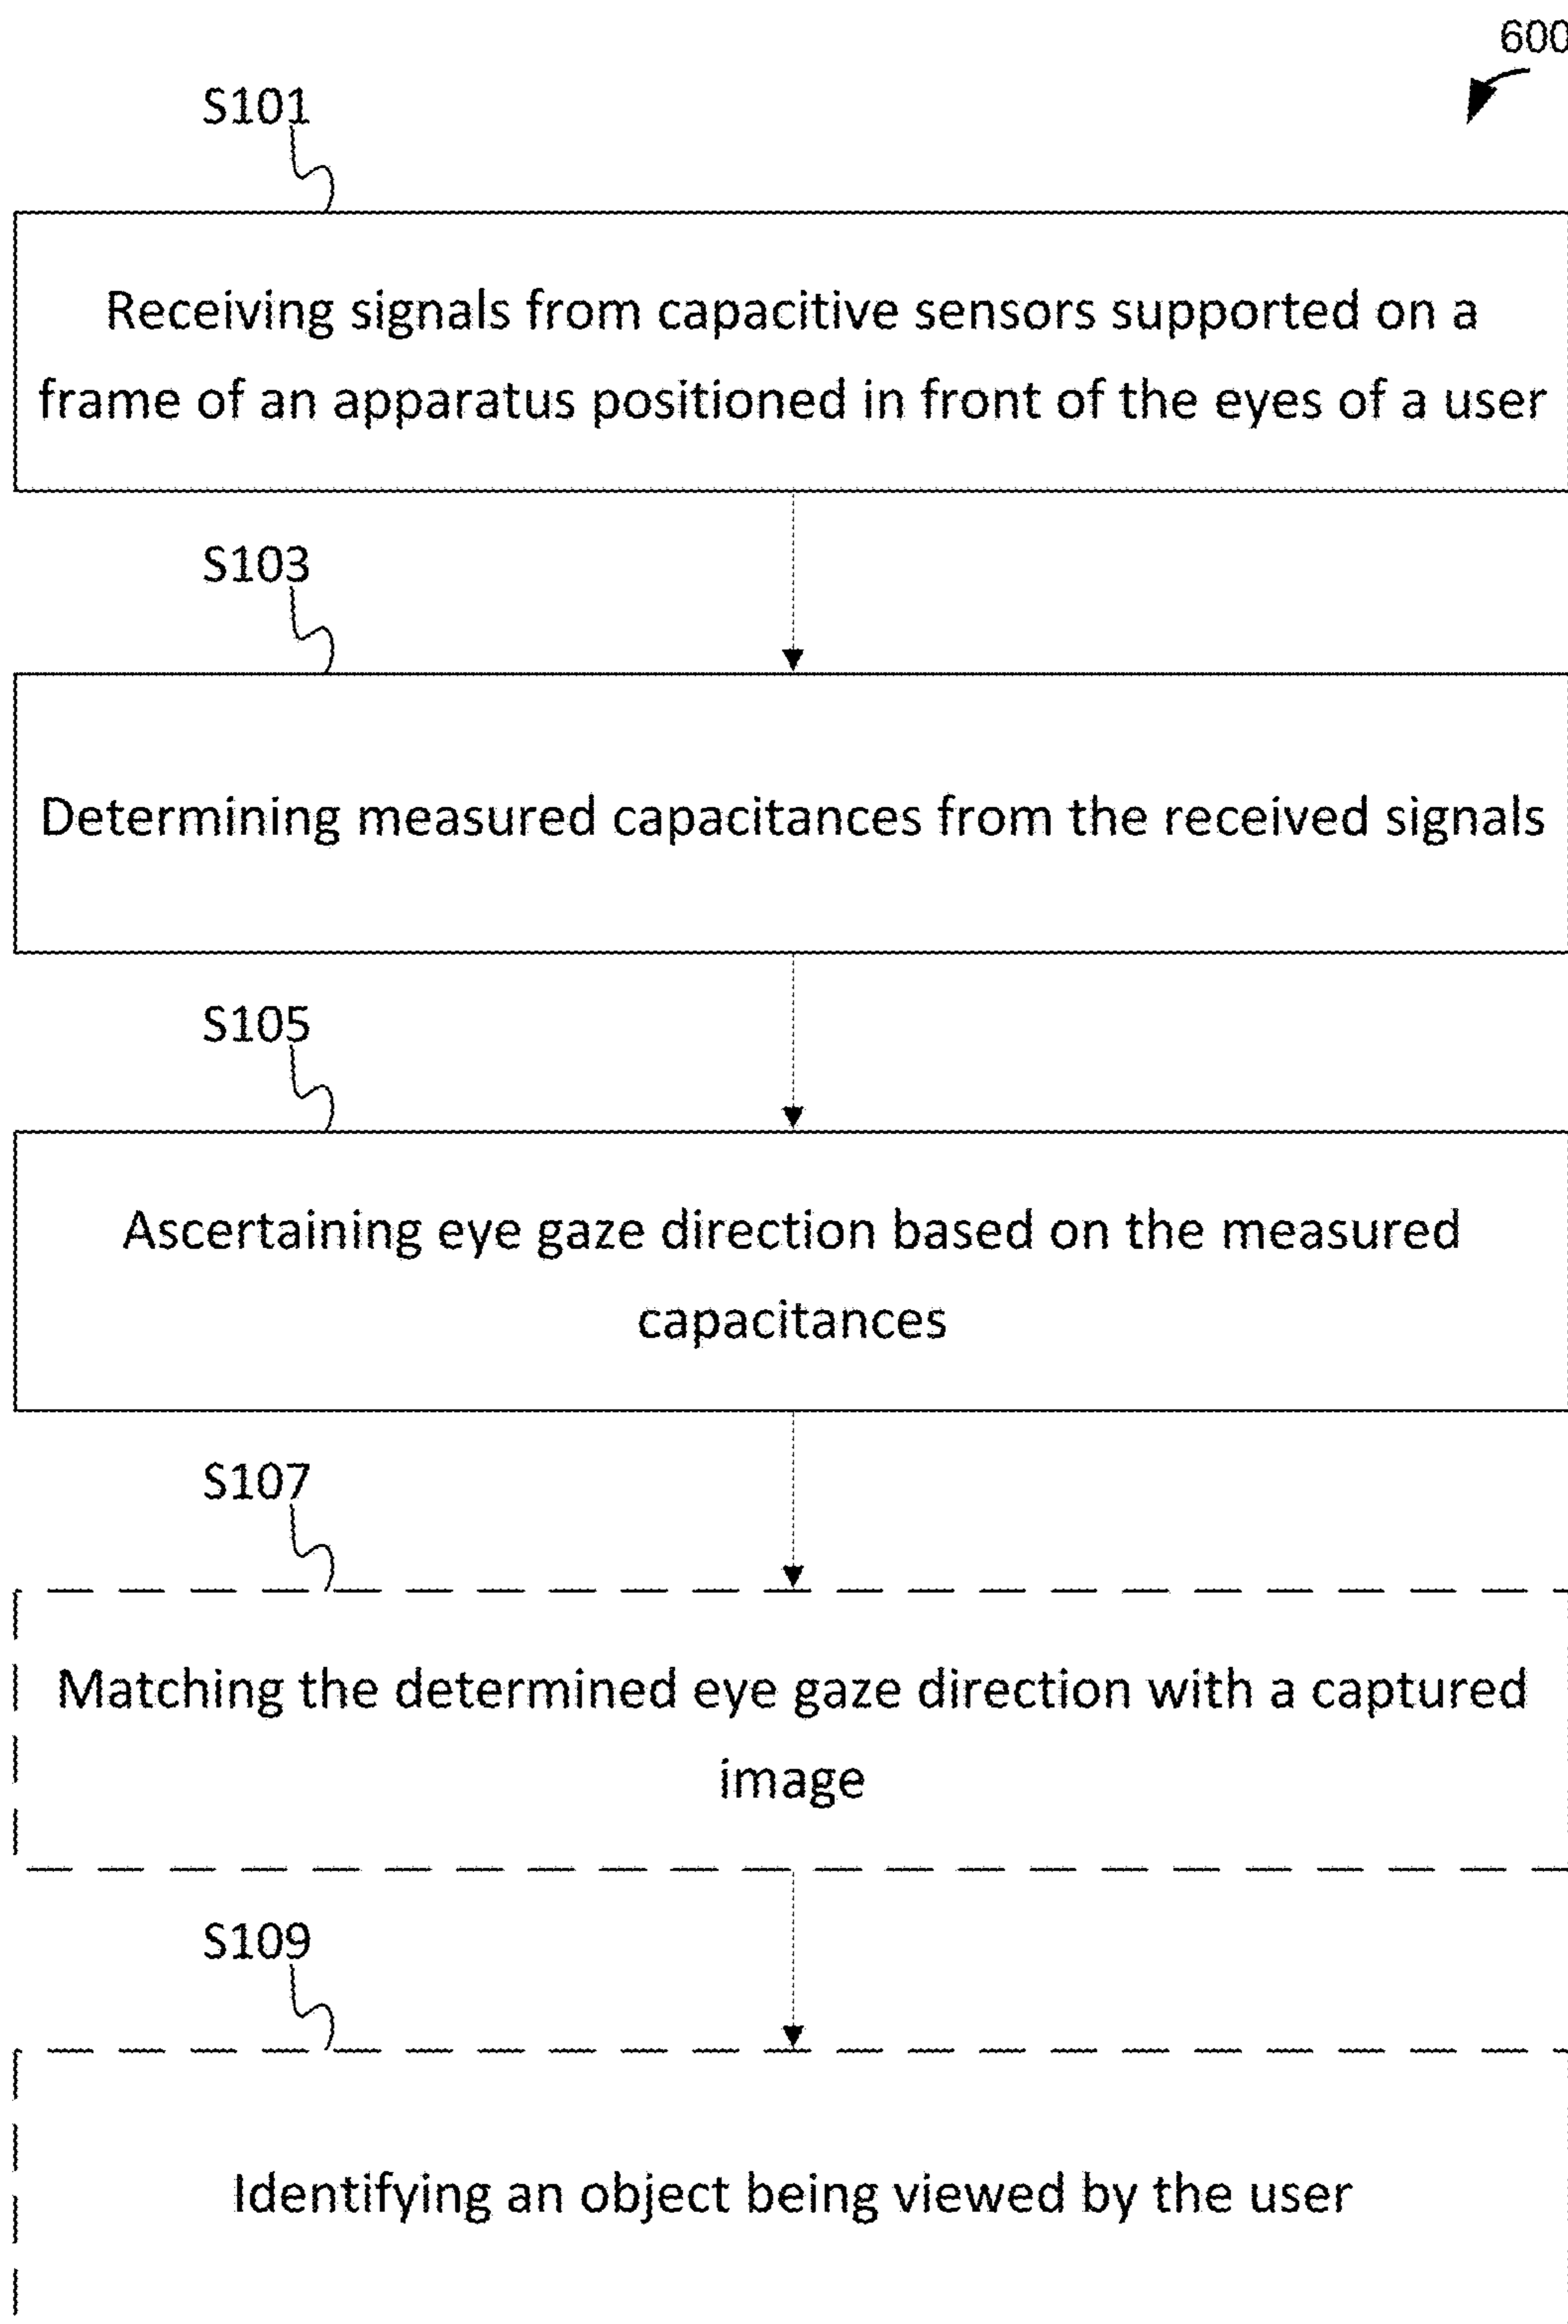 600
S101
Receiving signals from capacitive sensors supported on a
frame of an apparatus positioned in front of the eyes of a user
S103
Determining measured capacitances from the received signals
S105
Ascertaining eye gaze direction based on the measured
capacitances
S107
Matching the determined eye gaze direction with a captured
image
S109
Identifying an object being viewed by the user